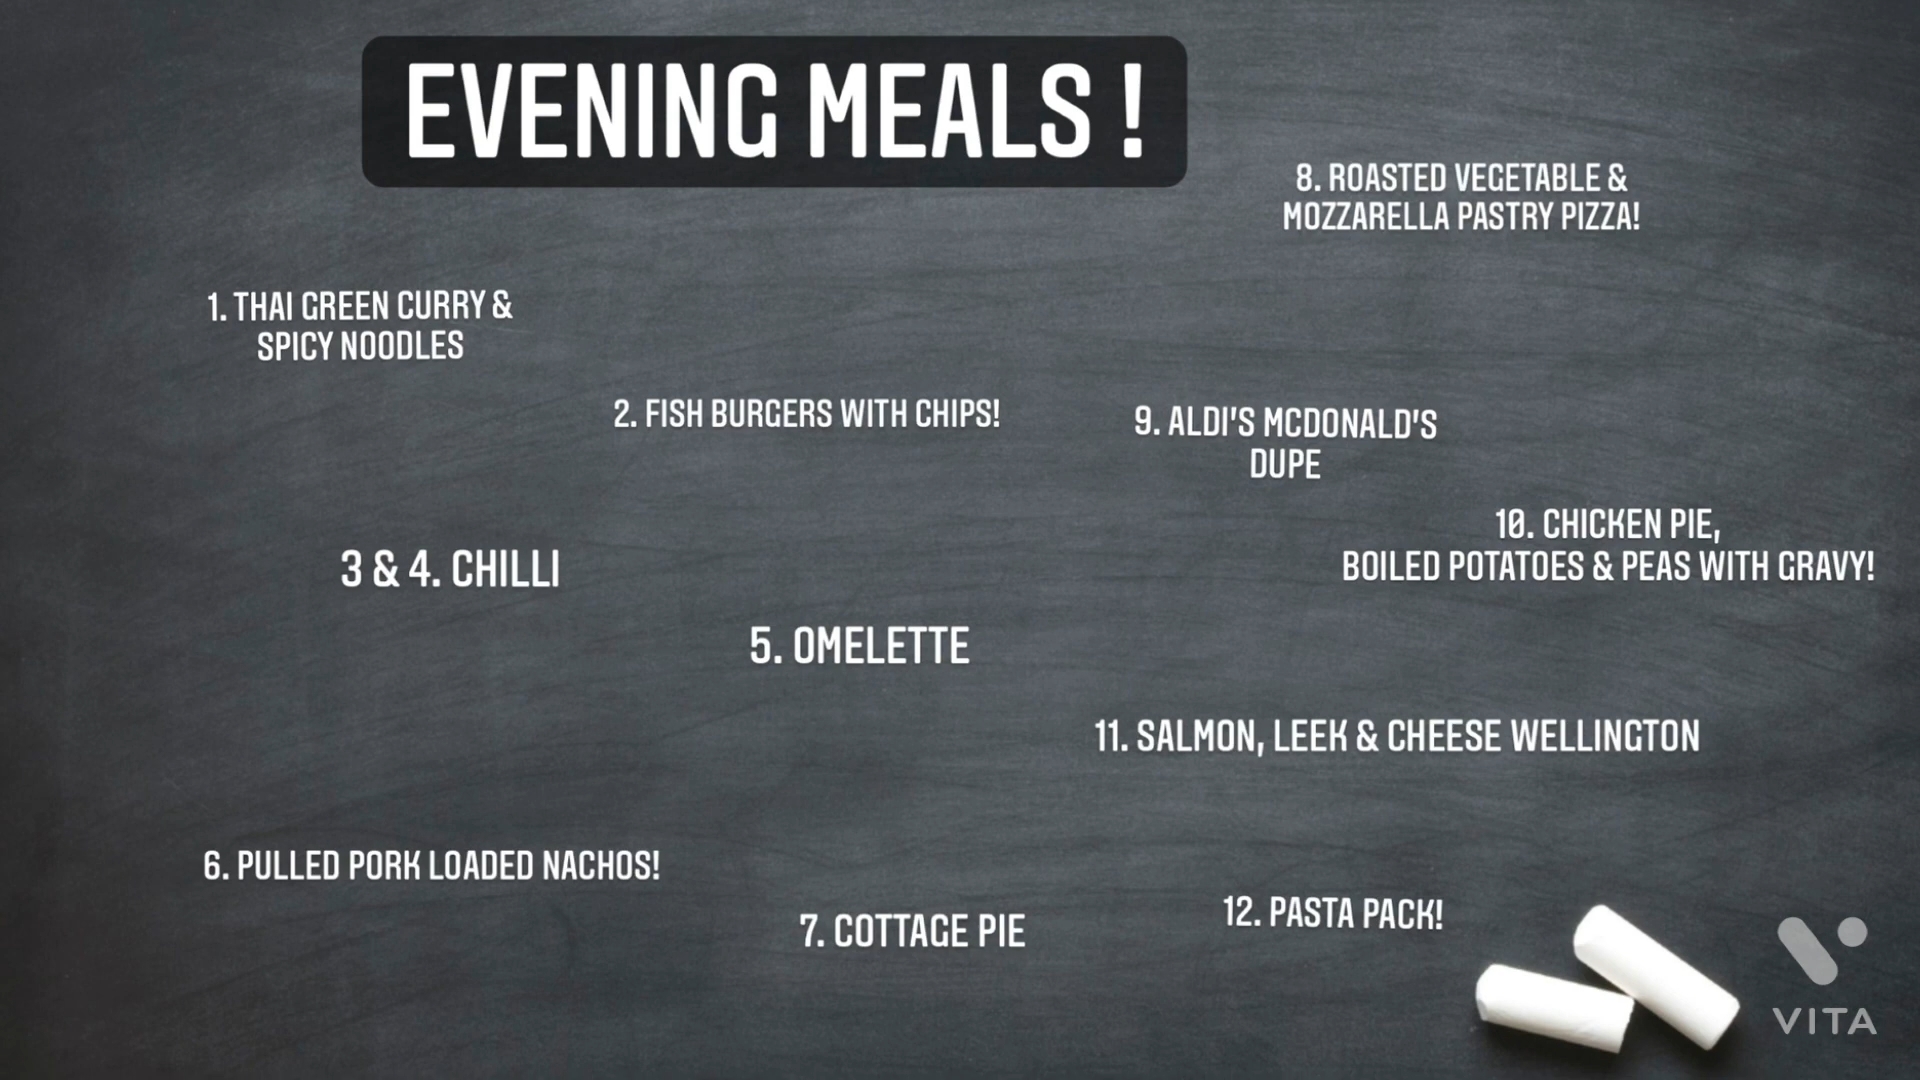 EVENING MEALS !
1. THAI GREEN CURRY &
SPICY NOODLES
2. FISH BURGERS WITH CHIPS!
3 & 4. CHILLI
5. OMELETTE
6. PULLED PORK LOADED NACHOS!
7. COTTAGE PIE
8. ROASTED VEGETABLE &
MOZZARELLA PASTRY PIZZA!
9. ALDI'S MCDONALD'S
DUPE
10. CHICKEN PIE,
BOILED POTATOES & PEAS WITH GRAVY!
11. SALMON, LEEK & CHEESE WELLINGTON
12. PASTA PACK!
VITA